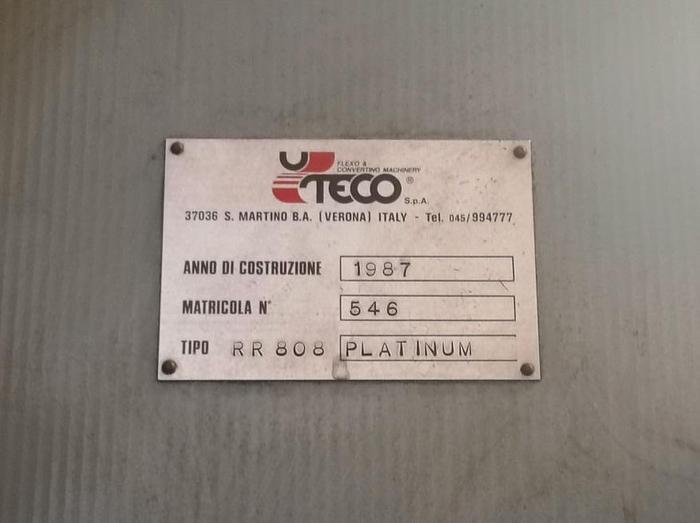 FLEXO &
CONVERTING MACHINERY
UTECO® S.p.A.
37036 S. MARTINO B.A. (VERONA) ITALY - Tel. 045/994777
ANNO DI COSTRUZIONE 1987
MATRICOLA N° 546
TIPO RR 808 PLATINUM